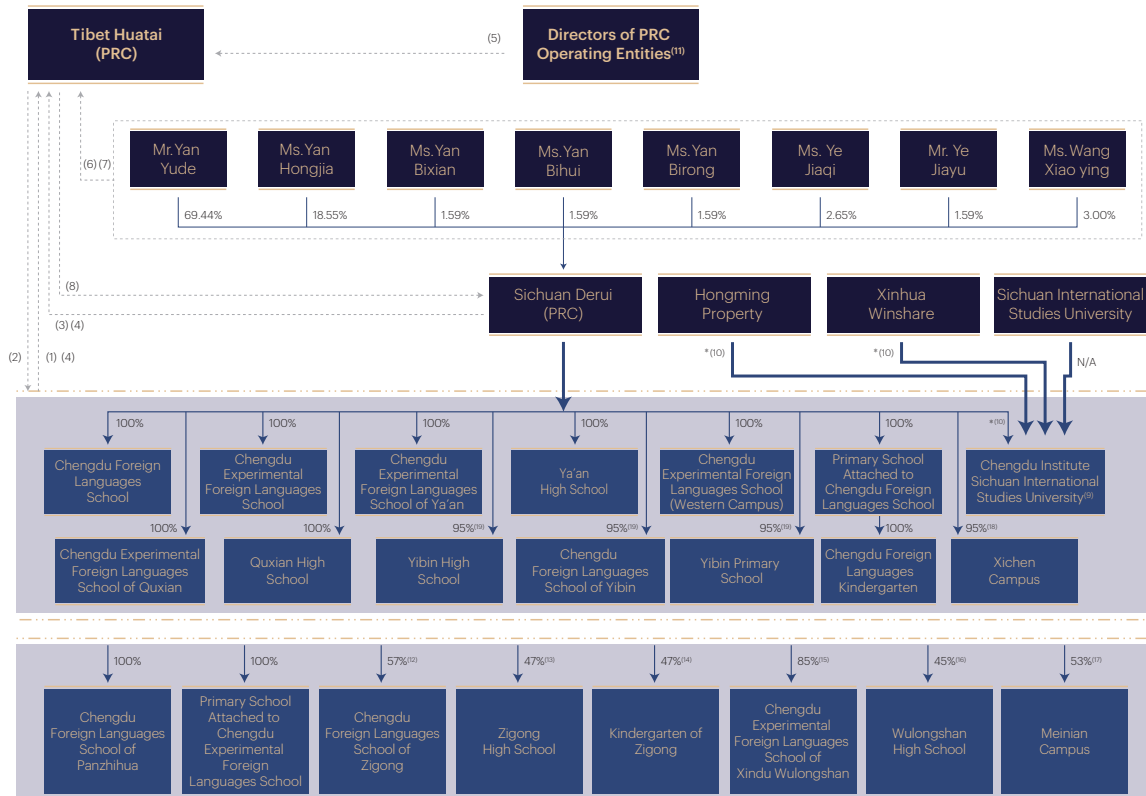 Tibet Huatai
(PRC)
(5)
Directors of PRC
Operating Entities(11)
(6) (7)
Mr. Yan
Yude
Ms. Yan
Hongjia
Ms. Yan
Bixian
Ms. Yan
Bihui
Ms. Yan
Birong
Ms. Ye
Jiaqi
Mr. Ye
Jiayu
Ms. Wang
Xiao ying
69.44%
18.55%
1.59%
1.59%
1.59%
2.65%
1.59%
3.00%
(8)
(3) (4)
(2)
(1) (4)
Sichuan Derui
(PRC)
Hongming
Property
Xinhua
Winshare
Sichuan International
Studies University
*(10)
*(10)
N/A
100%
100%
100%
100%
100%
100%
*(10)
Chengdu Foreign
Languages
School
Chengdu
Experimental
Foreign Languages
School
Chengdu
Experimental
Foreign Languages
School of Ya'an
Ya'an
High School
Chengdu
Experimental Foreign
Languages School
(Western Campus)
Primary School
Attached to
Chengdu Foreign
Languages School
Chengdu Institute
Sichuan International
Studies University(9)
100%
100%
95%(19)
95%(19)
95%(19)
100%
95%(18)
Chengdu Experimental
Foreign Languages
School of Quxian
Quxian High
School
Yibin High
School
Chengdu
Foreign Languages
School of Yibin
Yibin Primary
School
Chengdu Foreign
Languages
Kindergarten
Xichen
Campus
100%
100%
57%(12)
47%(13)
47%(14)
85%(15)
45%(16)
53%(17)
Chengdu
Foreign Languages
School of
Panzhihua
Primary School
Attached to
Chengdu
Experimental
Foreign
Languages School
Chengdu
Foreign Languages
School of
Zigong
Zigong
High School
Kindergarten of
Zigong
Chengdu
Experimental
Foreign Languages
School of
Xindu Wulongshan
Wulongshan
High School
Meinian
Campus